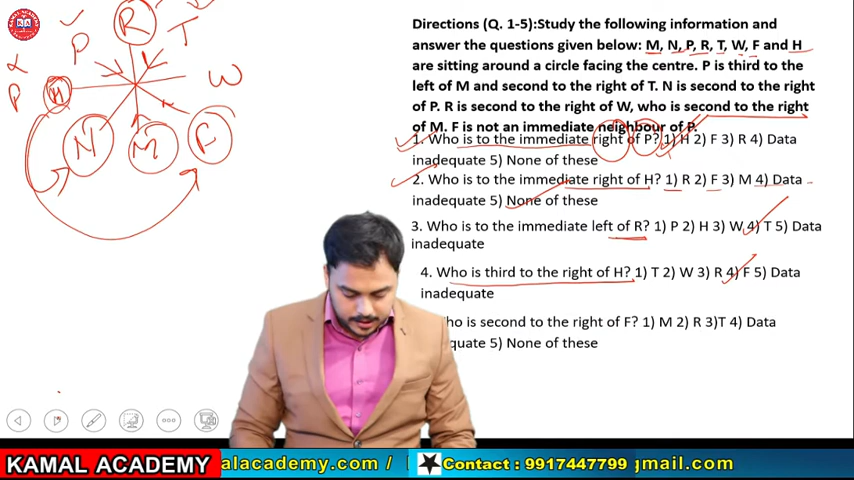 Directions (Q. 1-5):Study the following information and
answer the questions given below: M, N, P, R, T, W, F and H
are sitting around a circle facing the centre. P is third to the
left of M and second to the right of T. N is second to the right
of P. R is second to the right of W, who is second to the right
of M. F is not an immediate neighbour of P.
1. Who is to the immediate right of P? 1) H 2) F 3) R 4) Data
inadequate 5) None of these
2. Who is to the immediate right of H? 1) R 2) F 3) M 4) Data
inadequate 5) None of these
3. Who is to the immediate left of R? 1) P 2) H 3) W 4) T 5) Data
inadequate
4. Who is third to the right of H? 1) T 2) W 3) R 4) F 5) Data
inadequate
ho is second to the right of F? 1) M 2) R 3)T 4) Data
quate 5) None of these
R
T
P
W
P
H
N
M
F
KAMAL ACADEMY
alacademy.com /
Contact : 9917447799
gmail.com